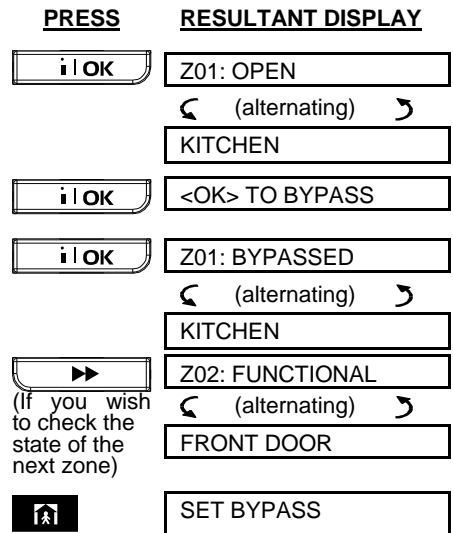 PRESS RESULTANT DISPLAY
i OK Z01: OPEN
(alternating)
KITCHEN
i OK <OK> TO BYPASS
i OK Z01: BYPASSED
(alternating)
KITCHEN
Z02: FUNCTIONAL
(If you wish to check the state of the next zone)
(alternating)
FRONT DOOR
SET BYPASS